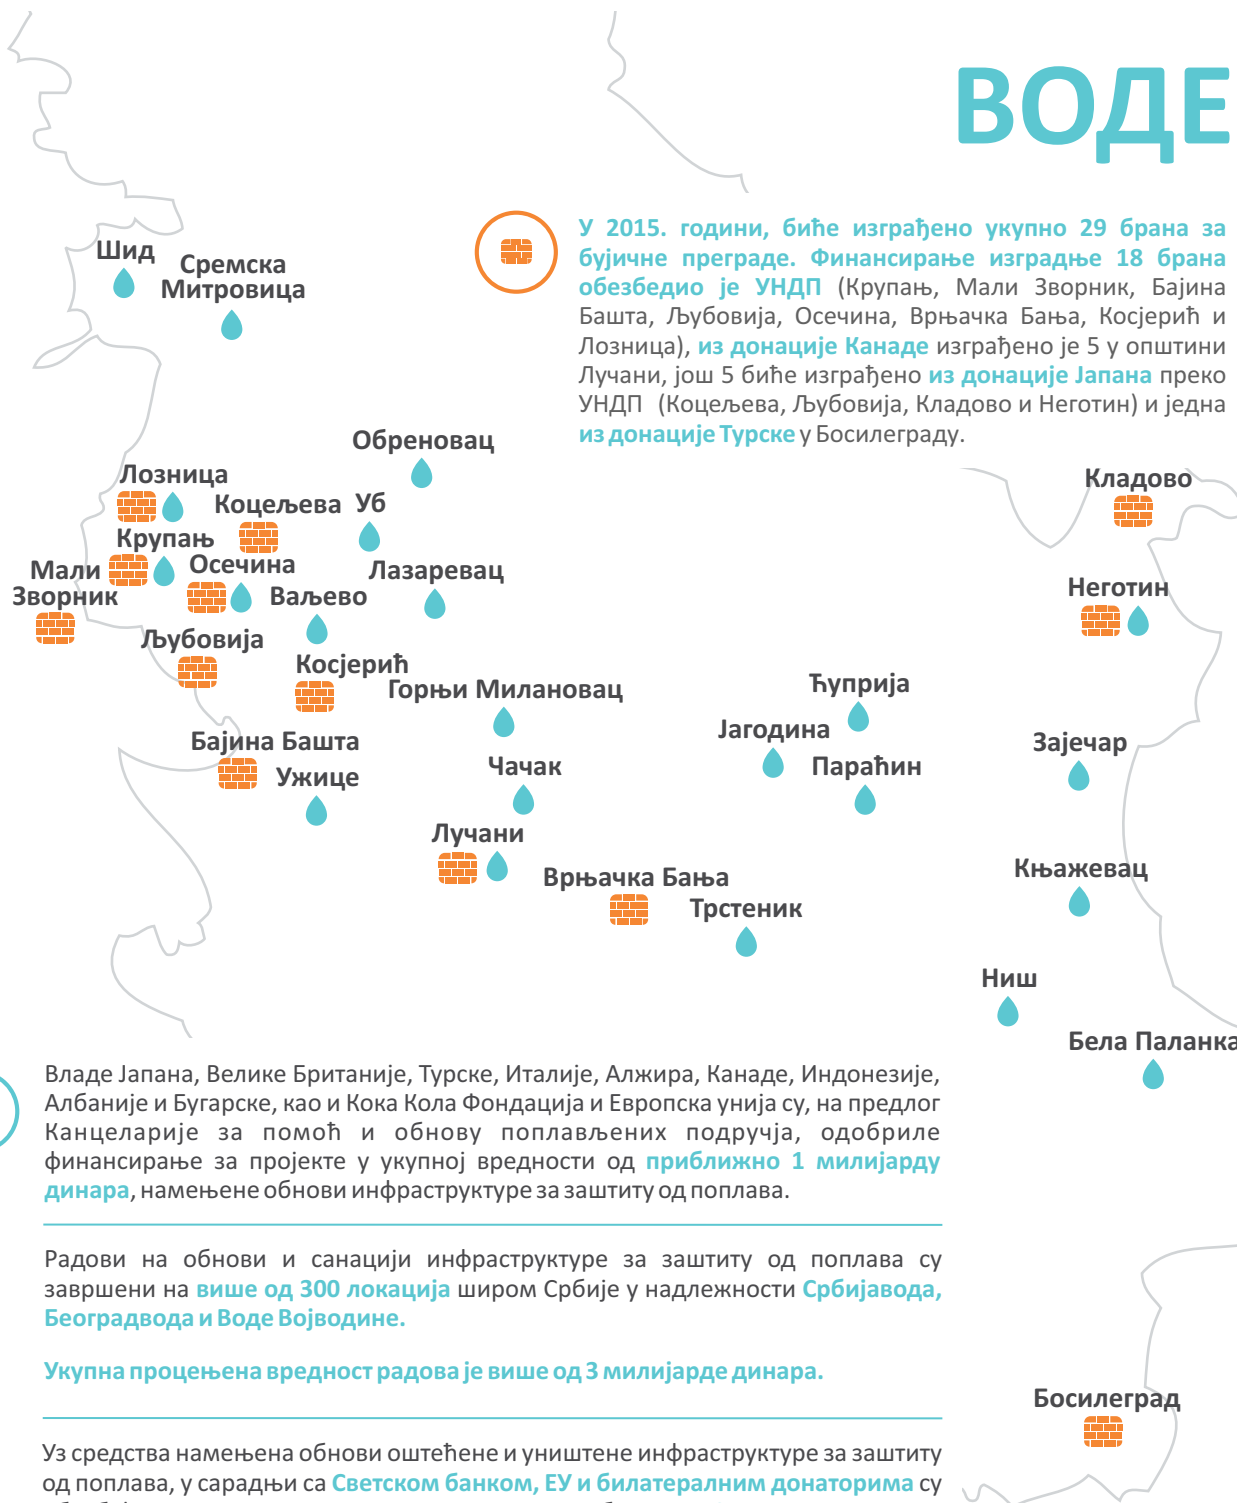 ВОДЕ
У 2015. години, биће изграђено укупно 29 брана за
бујичне преграде. Финансирање изградње 18 брана
обезбедио је УНДП (Крупањ, Мали Зворник, Бајина
Башта, Љубовија, Осечина, Врњачка Бања, Косјерић и
Лозница), из донације Канаде изграђено је 5 у општини
Лучани, још 5 биће изграђено из донације Јапана преко
УНДП (Коцељева, Љубовија, Кладово и Неготин) и једна
из донације Турске у Босилеграду.
Шид
Сремска
Митровица
Обреновац
Лозница
Коцељева
Уб
Кладово
Крупањ
Осечина
Лазаревац
Мали
Зворник
Ваљево
Неготин
Љубовија
Косјерић
Горњи Милановац
Ћуприја
Јагодина
Бајина Башта
Зајечар
Ужице
Чачак
Параћин
Лучани
Врњачка Бања
Књажевац
Трстеник
Ниш
Бела Паланка
Владе Јапана, Велике Британије, Турске, Италије, Алжира, Канаде, Индонезије,
Албаније и Бугарске, као и Кока Кола Фондација и Европска унија су, на предлог
Канцеларије за помоћ и обнову поплављених подручја, одобриле
финансирање за пројекте у укупној вредности од приближно 1 милијарду
динара, намењене обнови инфраструктуре за заштиту од поплава.
Радови на обнови и санацији инфраструктуре за заштиту од поплава су
завршени на више од 300 локација широм Србије у надлежности Србијавода,
Београдвода и Воде Војводине.
Укупна процењена вредност радова је више од 3 милијарде динара.
Босилеград
Уз средства намењена обнови оштећене и уништене инфраструктуре за заштиту
од поплава, у сарадњи са Светском банком, ЕУ и билатералним донаторима су